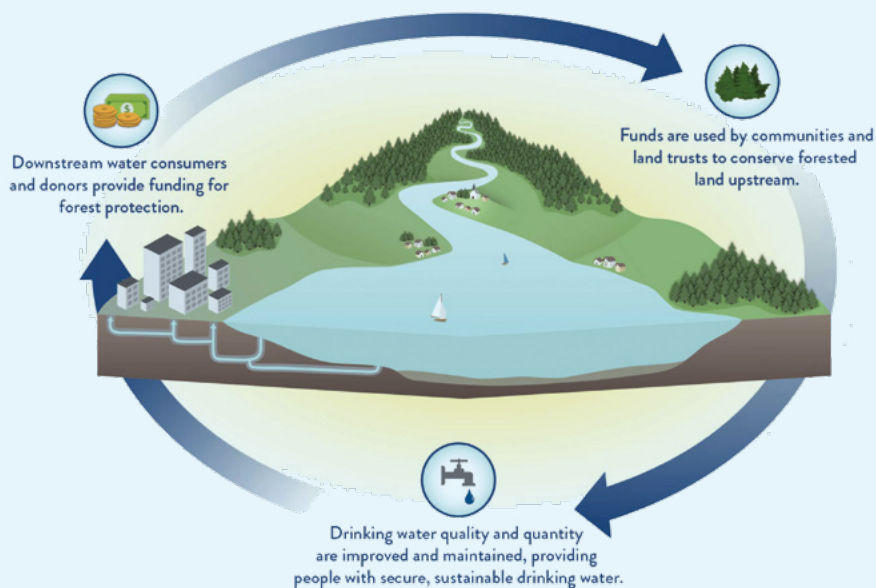 Downstream water consumers
and donors provide funding for
forest protection.
Funds are used by communities and
land trusts to conserve forested
land upstream.
$
Drinking water quality and quantity
are improved and maintained, providing
people with secure, sustainable drinking water.